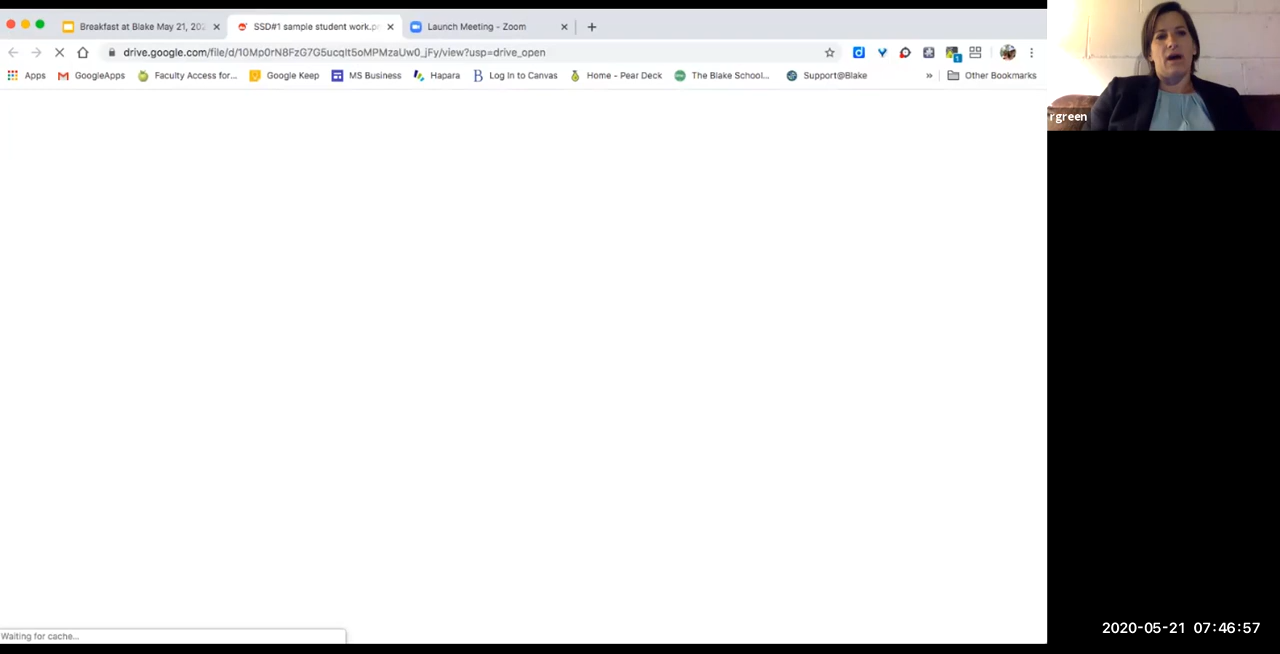 Breakfast at Blake May 21, 202
SSD#1 sample student work.p
Launch Meeting - Zoom
drive.google.com/file/d/10Mp0rN8FzG7G5ucqIt5oMPMzaUw0_jFy/view?usp=drive_open
Apps
GoogleApps
Faculty Access for...
Google Keep
MS Business
Hapara
Log In to Canvas
Home - Pear Deck
The Blake School...
Support@Blake
»
Other Bookmarks
rgreen
2020-05-21 07:46:57
Waiting for cache...